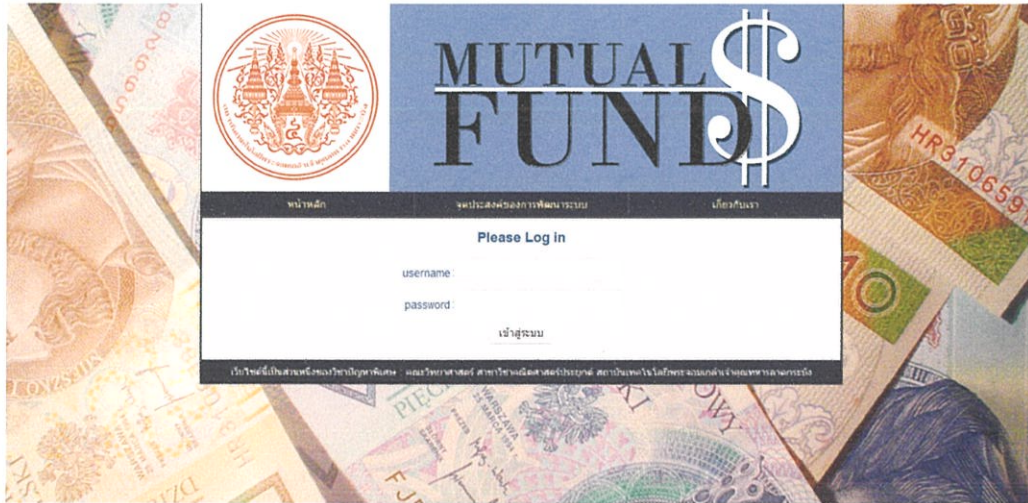 MUTUAL
FUND$
หน้าหลัก จุดประสงค์ของการพัฒนาระบบ เกี่ยวกับเรา
Please Log in
username:
password:
เข้าสู่ระบบ
เว็บไซต์นี้เป็นส่วนหนึ่งของวิชาปัญหาพิเศษ คณะวิทยาศาสตร์ สาขาวิชาคณิตศาสตร์ประยุกต์ สถาบันเทคโนโลยีพระจอมเกล้าเจ้าคุณทหารลาดกระบัง
HR310659
PIĘĆ
WARSZAWA